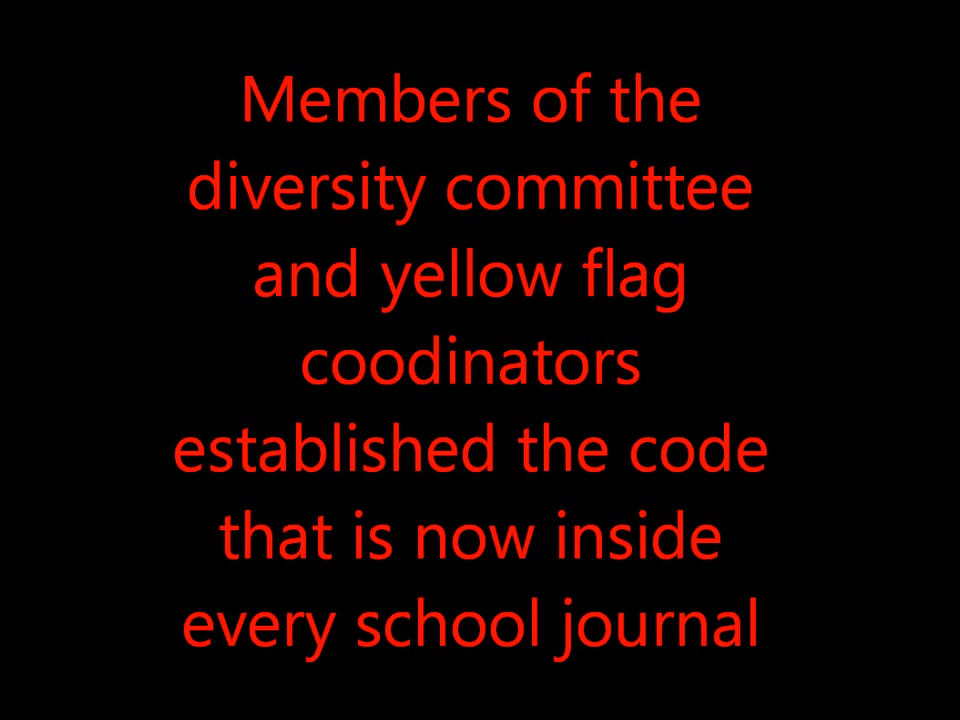 Members of the
diversity committee
and yellow flag
coodinators
established the code
that is now inside
every school journal